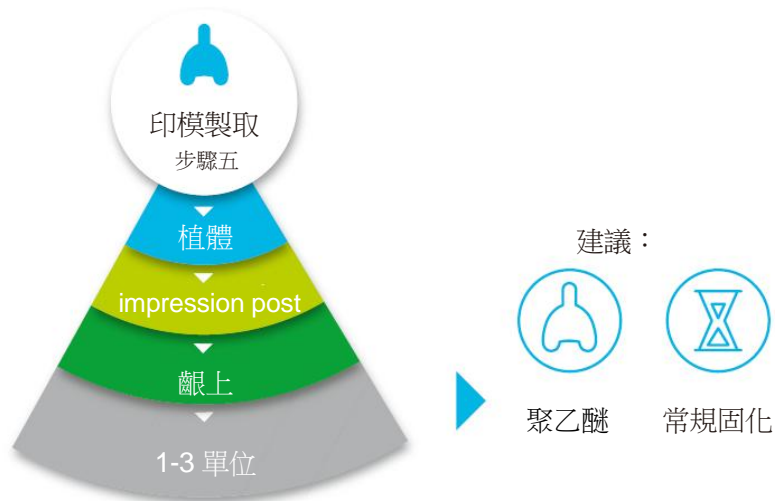 印模製取
步驟五
植體
impression post
齦上
1-3 單位
建議：
聚乙醚
常規固化